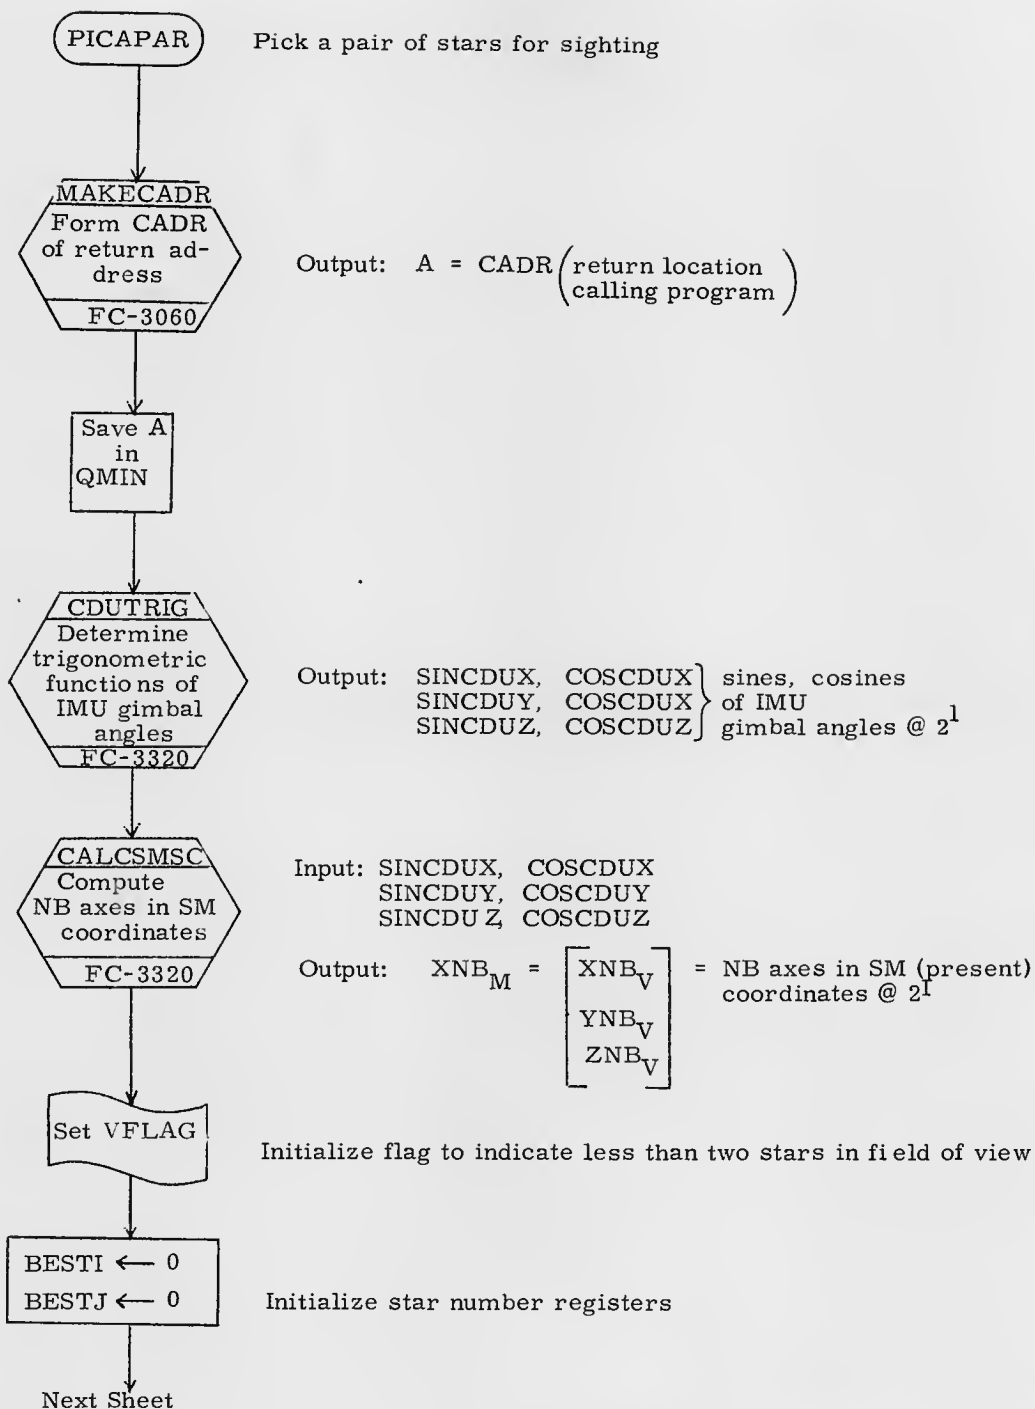 PICAPAR
Pick a pair of stars for sighting
MAKECADR
Form CADR
of return ad-
dress
FC-3060
Output: A = CADR (return location
calling program)
Save A
in
QMIN
CDUTRIG
Determine
trigonometric
functions of
IMU gimbal
angles
FC-3320
Output: SINCDUX, COSCDUX } sines, cosines
SINCDUY, COSCDUX } of IMU
SINCDUZ, COSCDUZ } gimbal angles @ 2^1
CALCSMSC
Compute
NB axes in SM
coordinates
FC-3320
Input: SINCDUX, COSCDUX
SINCDUY, COSCDUY
SINCDUZ, COSCDUZ
Output: XNB_M = [XNB_V] = NB axes in SM (present)
coordinates @ 2^1
YNB_V
ZNB_V
Set VFLAG
Initialize flag to indicate less than two stars in field of view
BESTI ← 0
BESTJ ← 0
Initialize star number registers
Next Sheet